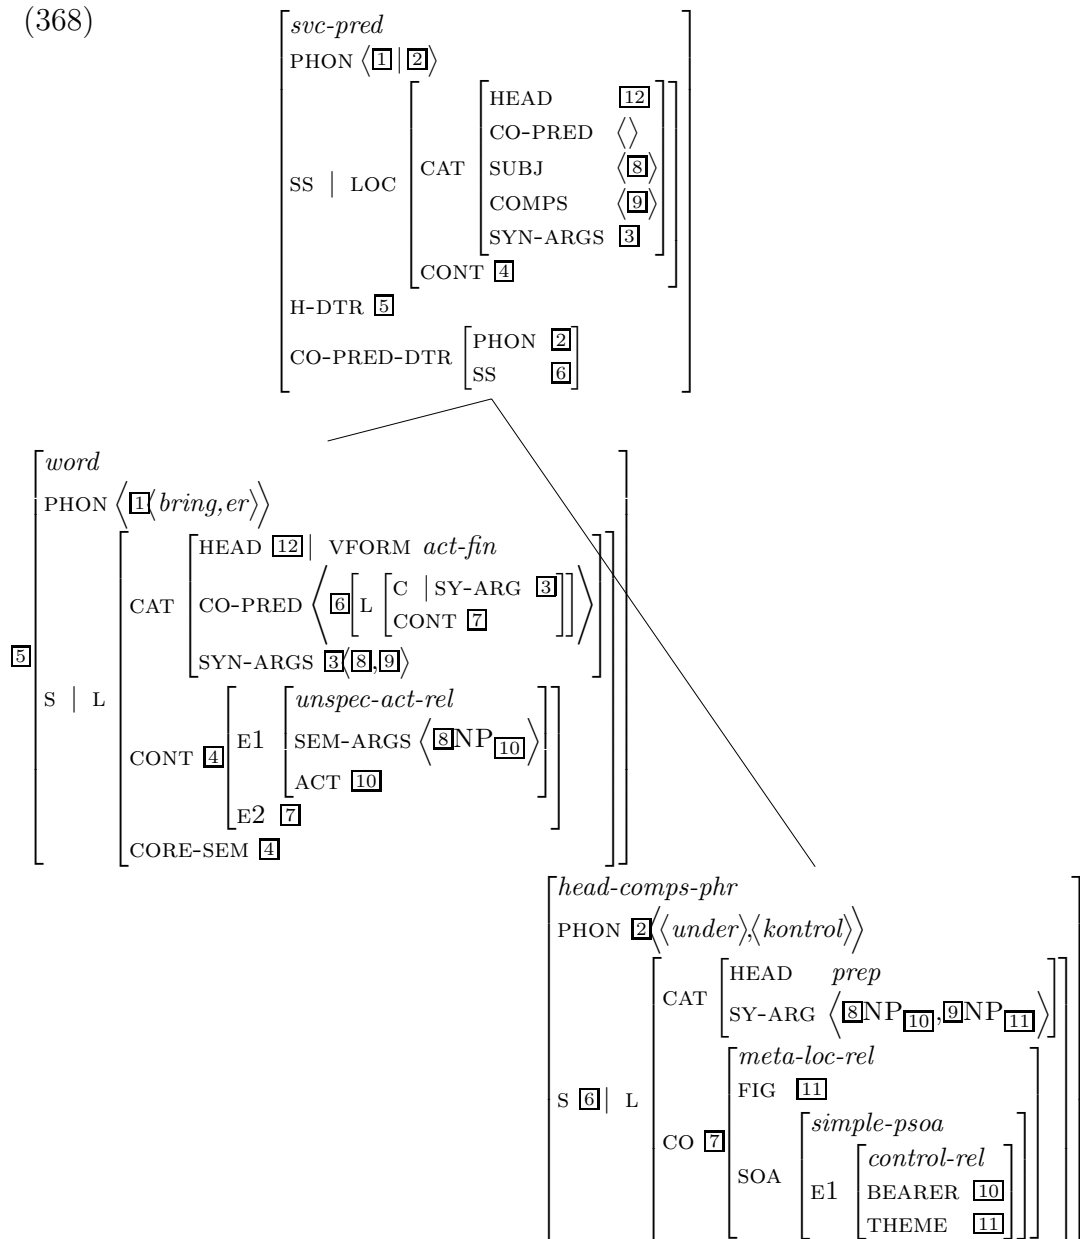 (368)
svc-pred
PHON ⟨1|2⟩
HEAD 12
CO-PRED ⟨⟩
SUBJ ⟨8⟩
SS | LOC CAT
COMPS ⟨9⟩
SYN-ARGS 3
CONT 4
H-DTR 5
CO-PRED-DTR PHON 2
SS 6
word
PHON ⟨1⟨bring,er⟩⟩
HEAD 12| VFORM act-fin
CAT CO-PRED ⟨6[L [C |SY-ARG 3
CONT 7]]⟩
SYN-ARGS 3⟨8,9⟩
5
S | L
unspec-act-rel
CONT 4 E1 SEM-ARGS ⟨8NP10⟩
ACT 10
E2 7
CORE-SEM 4
head-comps-phr
PHON 2⟨⟨under⟩,⟨kontrol⟩⟩
CAT HEAD prep
SY-ARG ⟨8NP10,9NP11⟩
S 6| L
meta-loc-rel
FIG 11
CO 7
simple-psoa
SOA
control-rel
E1 BEARER 10
THEME 11